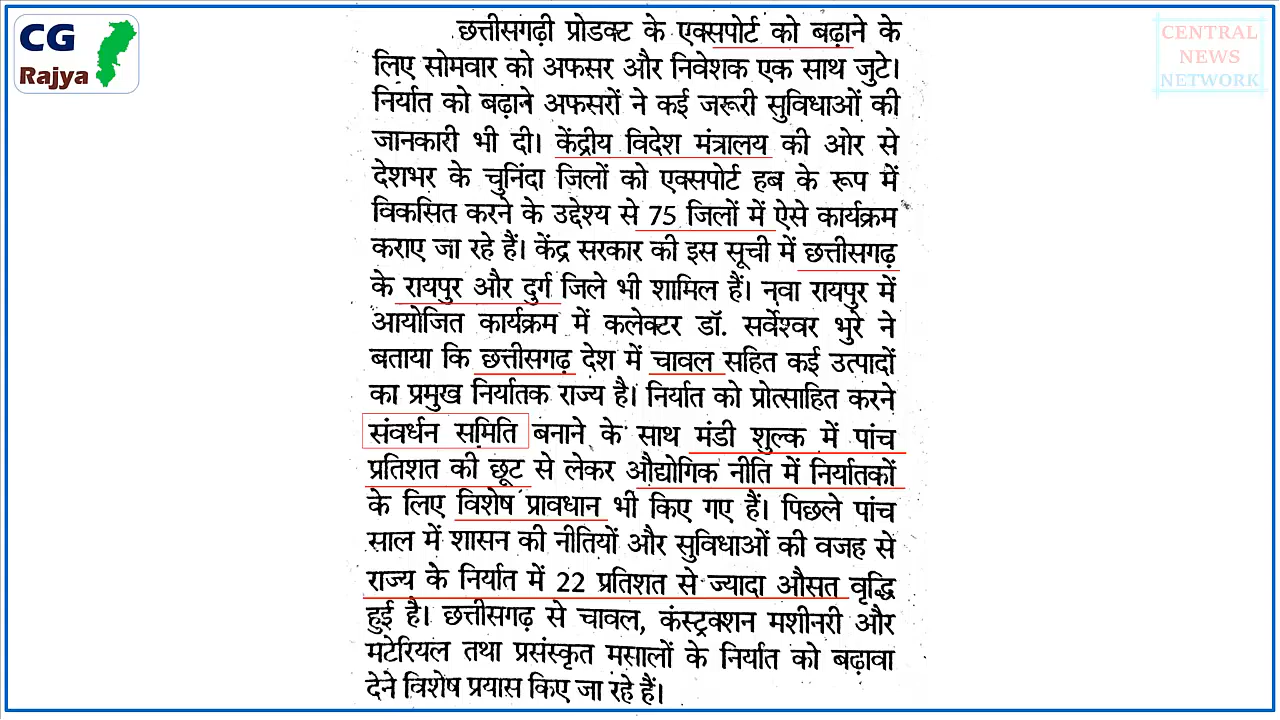 CG
Rajya
CENTRAL
NEWS
NETWORK
छत्तीसगढ़ी प्रोडक्ट के एक्सपोर्ट को बढ़ाने के
लिए सोमवार को अफसर और निवेशक एक साथ जुटे।
निर्यात को बढ़ाने अफसरों ने कई जरूरी सुविधाओं की
जानकारी भी दी। केंद्रीय विदेश मंत्रालय की ओर से
देशभर के चुनिंदा जिलों को एक्सपोर्ट हब के रूप में
विकसित करने के उद्देश्य से 75 जिलों में ऐसे कार्यक्रम
कराए जा रहे हैं। केंद्र सरकार की इस सूची में छत्तीसगढ़
के रायपुर और दुर्ग जिले भी शामिल हैं। नवा रायपुर में
आयोजित कार्यक्रम में कलेक्टर डॉ. सर्वेश्वर भुरे ने
बताया कि छत्तीसगढ़ देश में चावल सहित कई उत्पादों
का प्रमुख निर्यातक राज्य है। निर्यात को प्रोत्साहित करने
संवर्धन समिति बनाने के साथ मंडी शुल्क में पांच
प्रतिशत की छूट से लेकर औद्योगिक नीति में निर्यातकों
के लिए विशेष प्रावधान भी किए गए हैं। पिछले पांच
साल में शासन की नीतियों और सुविधाओं की वजह से
राज्य के निर्यात में 22 प्रतिशत से ज्यादा औसत वृद्धि
हुई है। छत्तीसगढ़ से चावल, कंस्ट्रक्शन मशीनरी और
मटेरियल तथा प्रसंस्कृत मसालों के निर्यात को बढ़ावा
देने विशेष प्रयास किए जा रहे हैं।